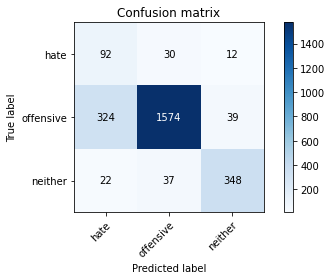 Confusion matrix
True label
hate
offensive
neither
92 30 12
324 1574 39
22 37 348
hate
offensive
neither
Predicted label
1400
1200
1000
800
600
400
200